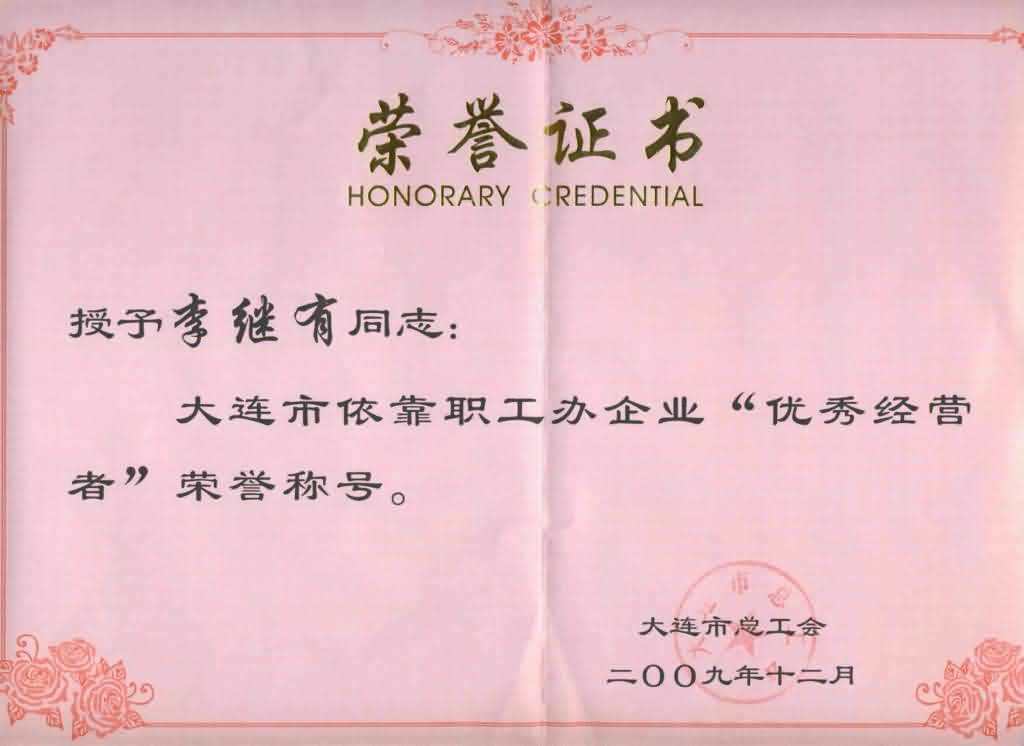 荣誉证书
HONORARY CREDENTIAL
授予李继有同志：
大连市依靠职工办企业“优秀经营
者”荣誉称号。
大连市总工会
二〇〇九年十二月